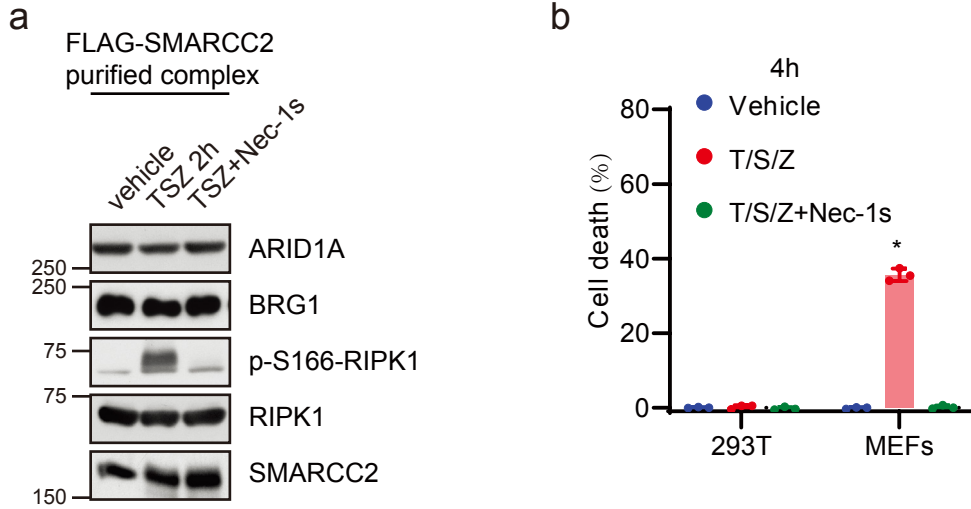 a
FLAG-SMARCC2
purified complex
vehicle
TSZ 2h
TSZ+Nec-1s
250
ARID1A
250
BRG1
75
p-S166-RIPK1
75
RIPK1
150
SMARCC2
b
4h
Vehicle
T/S/Z
T/S/Z+Nec-1s
Cell death (%)
80
60
40
20
0
*
293T
MEFs